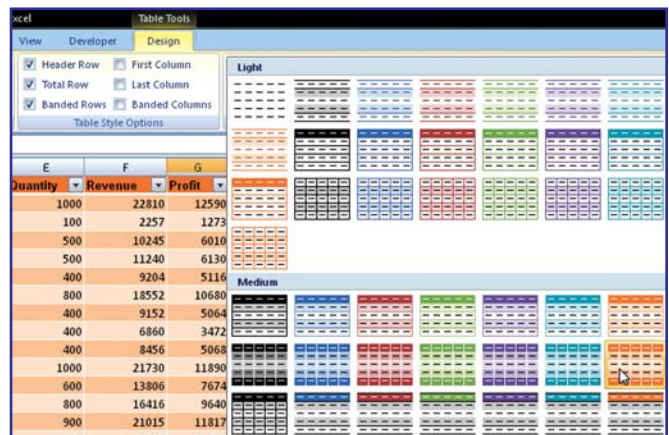 xcel
Table Tools
View Developer Design
Header Row First Column
Total Row Last Column
Banded Rows Banded Columns
Table Style Options
Light
Medium
E F G
Quantity Revenue Profit
1000 22810 12590
100 2257 1273
500 10245 6010
500 11240 6130
400 9204 5116
800 18552 10680
400 9152 5064
400 6860 3472
400 8456 5068
1000 21730 11890
600 13806 7674
800 16416 9640
900 21015 11817